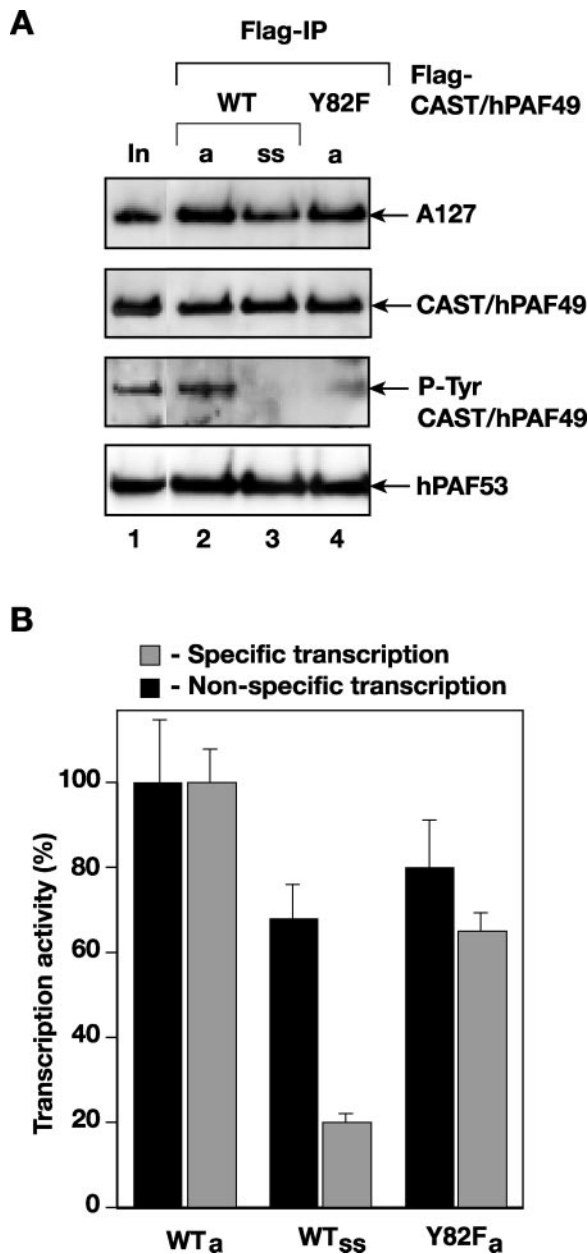 A
Flag-IP
Flag-
CAST/hPAF49
WT Y82F
In a ss a
A127
CAST/hPAF49
P-Tyr
CAST/hPAF49
hPAF53
1 2 3 4
B
- Specific transcription
- Non-specific transcription
Transcription activity (%)
100
80
60
40
20
0
WTa WTss Y82Fa